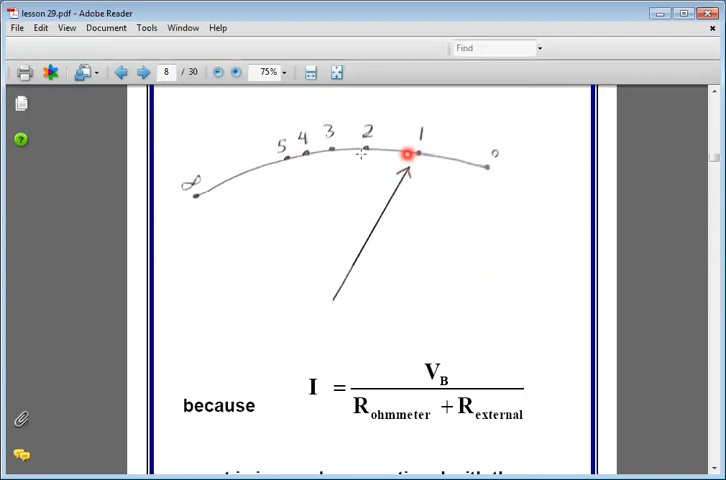 lesson 29.pdf - Adobe Reader
File Edit View Document Tools Window Help
Find
8 / 30 75%
∞ 5 4 3 2 1 0
because I = V_B / (R_ohmmeter + R_external)